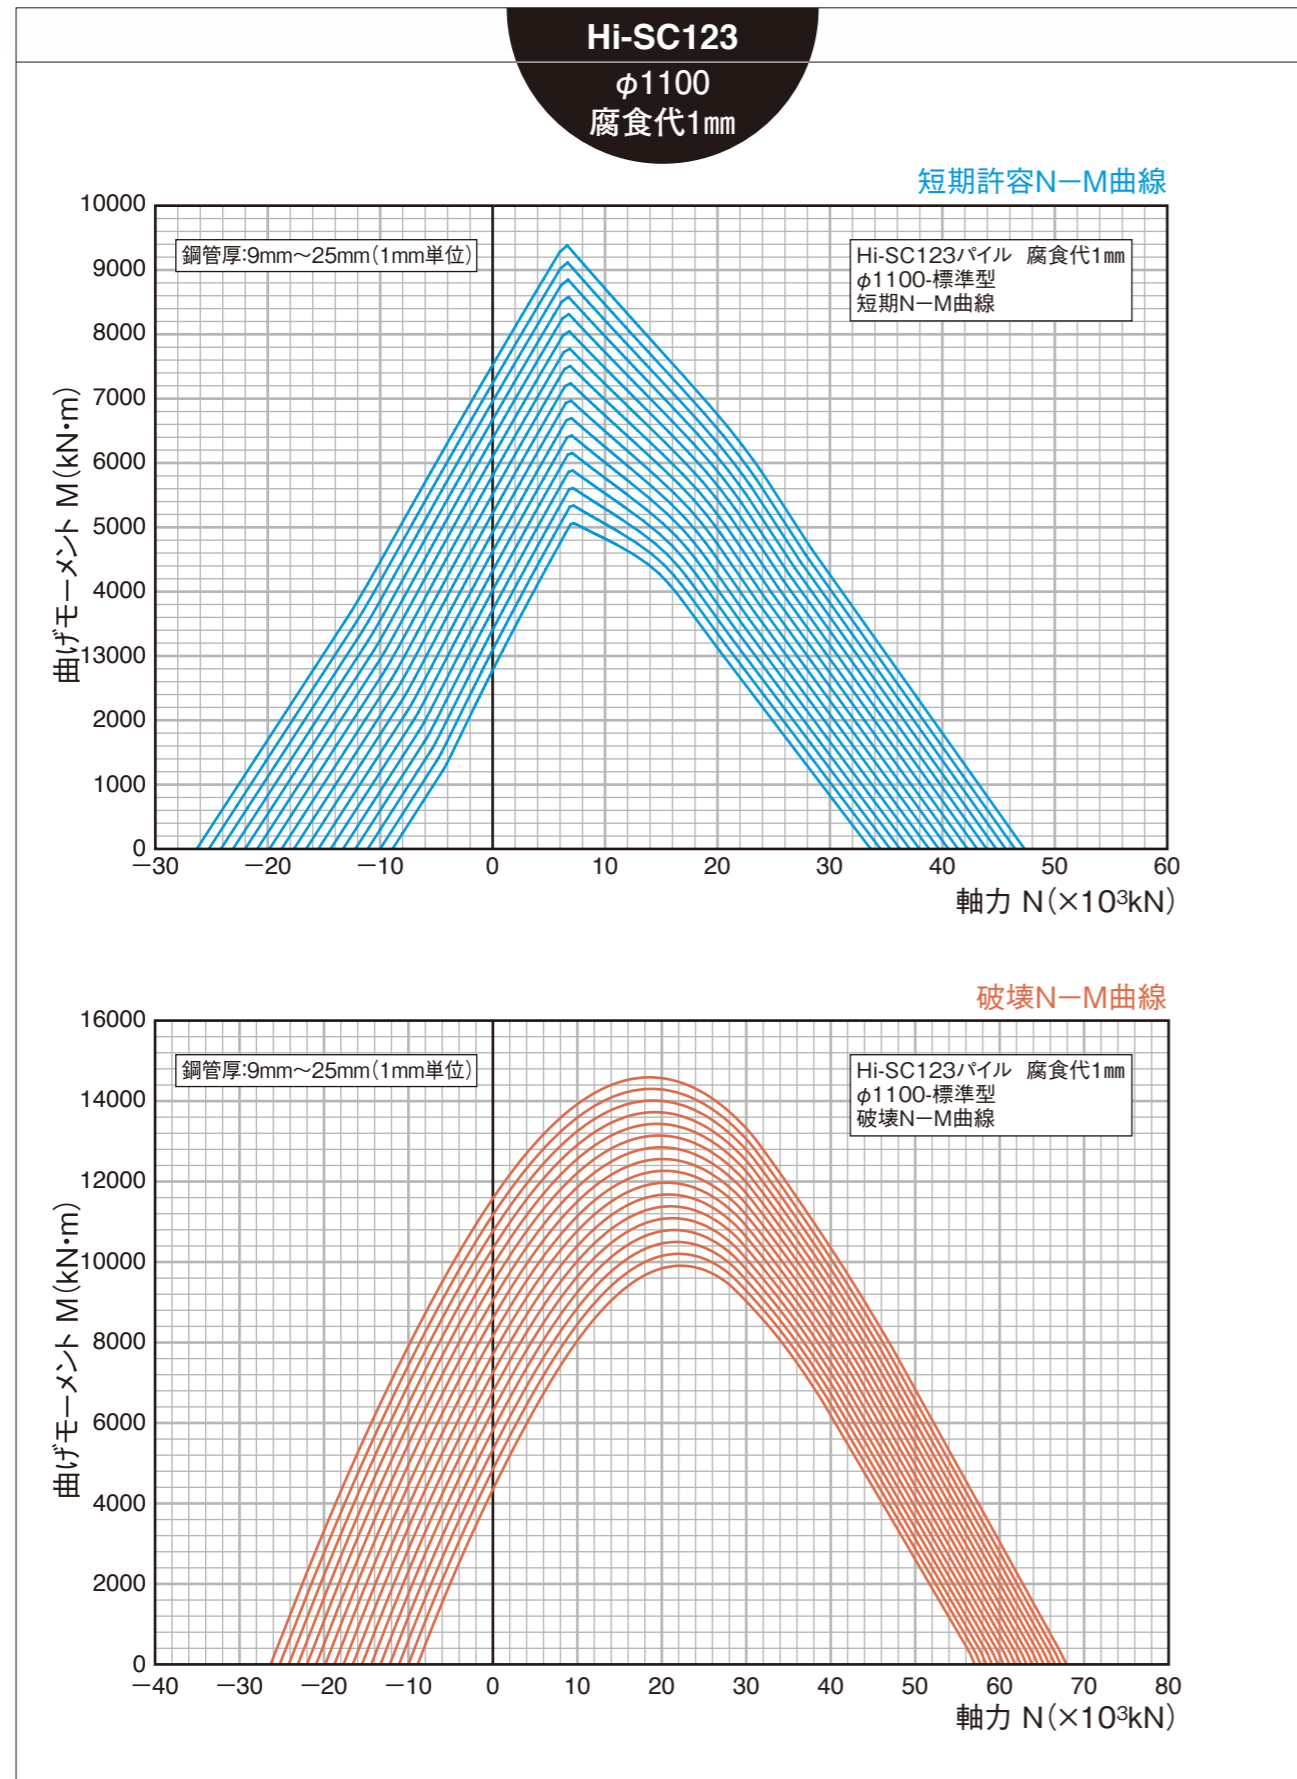 Hi-SC123
φ1100
腐食代1㎜
短期許容N－M曲線
鋼管厚:9mm～25mm(1mm単位)
Hi-SC123パイル 腐食代1㎜
φ1100-標準型
短期N－M曲線
曲げモーメント M(kN・m)
10000
9000
8000
7000
6000
5000
4000
13000
2000
1000
0
－30 －20 －10 0 10 20 30 40 50 60
軸力 N(×10³kN)
破壊N－M曲線
鋼管厚:9mm～25mm(1mm単位)
Hi-SC123パイル 腐食代1㎜
φ1100-標準型
破壊N－M曲線
曲げモーメント M(kN・m)
16000
14000
12000
10000
8000
6000
4000
2000
0
－40 －30 －20 －10 0 10 20 30 40 50 60 70 80
軸力 N(×10³kN)